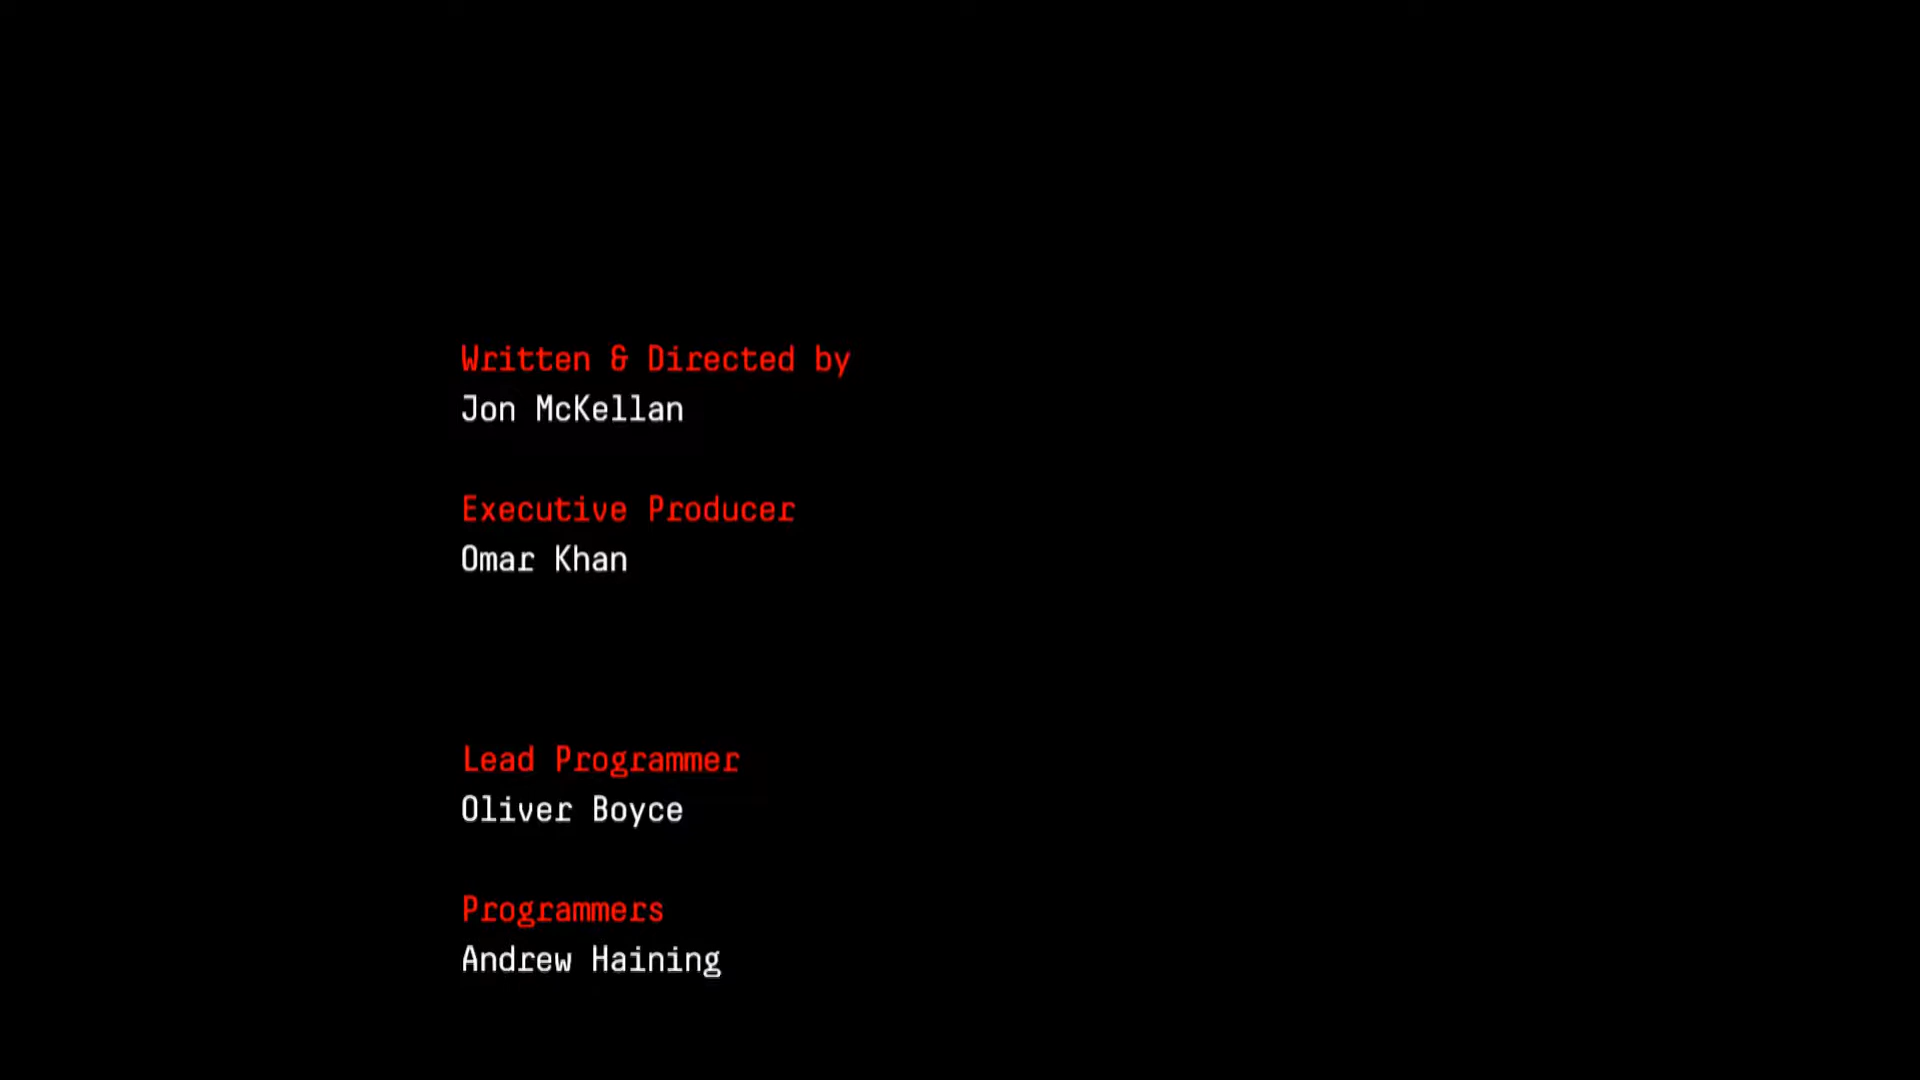 Written & Directed by
Jon McKellan
Executive Producer
Omar Khan
Lead Programmer
Oliver Boyce
Programmers
Andrew Haining